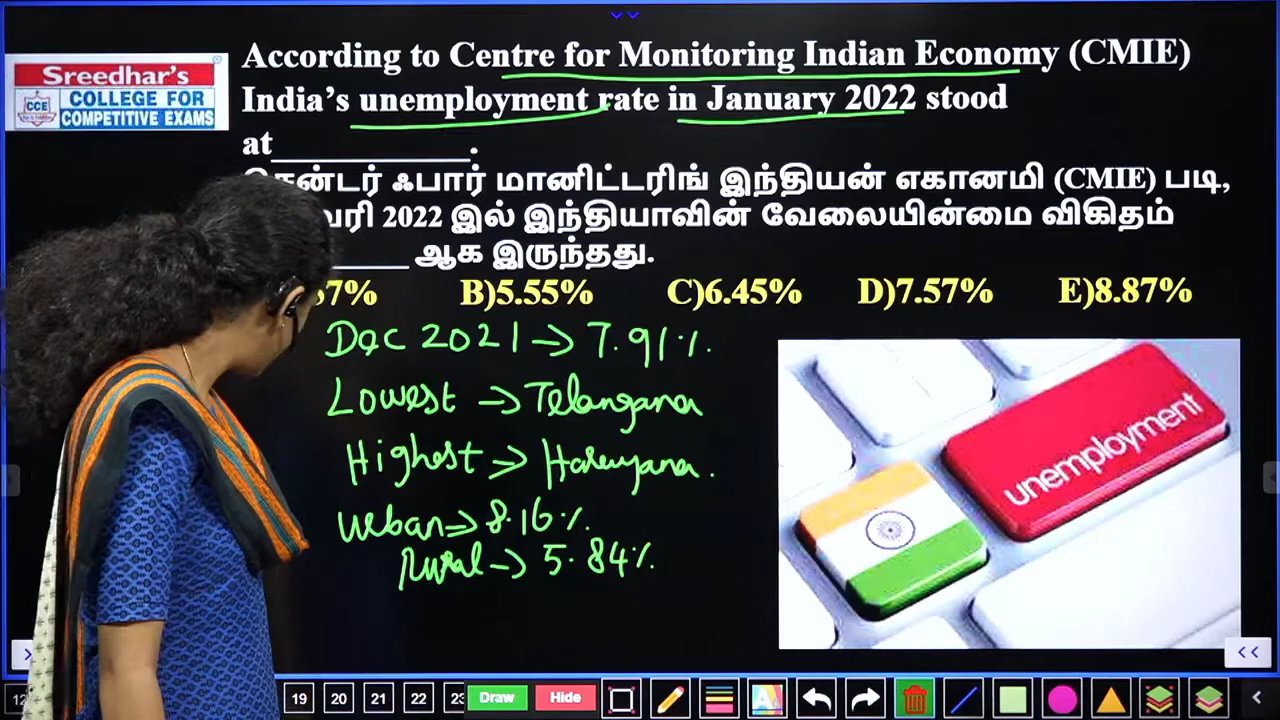 According to Centre for Monitoring Indian Economy (CMIE)
Sreedhar's
CCE
COLLEGE FOR
COMPETITIVE EXAMS
India's unemployment rate in January 2022 stood
at___________.
ஃபார் மானிட்டரிங் இந்தியன் எகானமி (CMIE) படி,
2022 இல் இந்தியாவின் வேலையின்மை விகிதம்
ஆக இருந்தது.
67% B)5.55% C)6.45% D)7.57% E)8.87%
Dec 2021 → 7.91%.
Lowest → Telangana
Highest → Haryana.
unemployment
Urban → 8.16%.
Rural → 5.84%.
19 20 21 22 Draw Hide